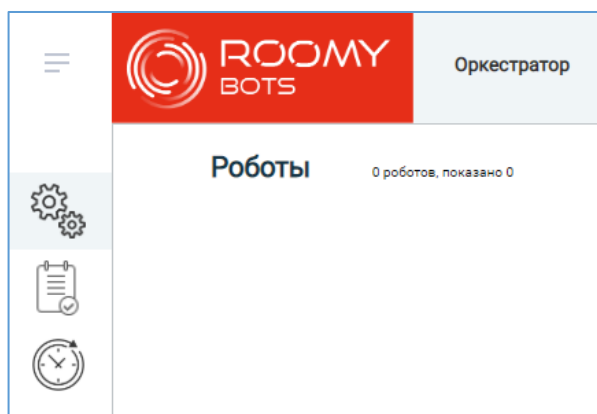 ROOMY
BOTS
Оркестратор
Роботы
0 роботов, показано 0